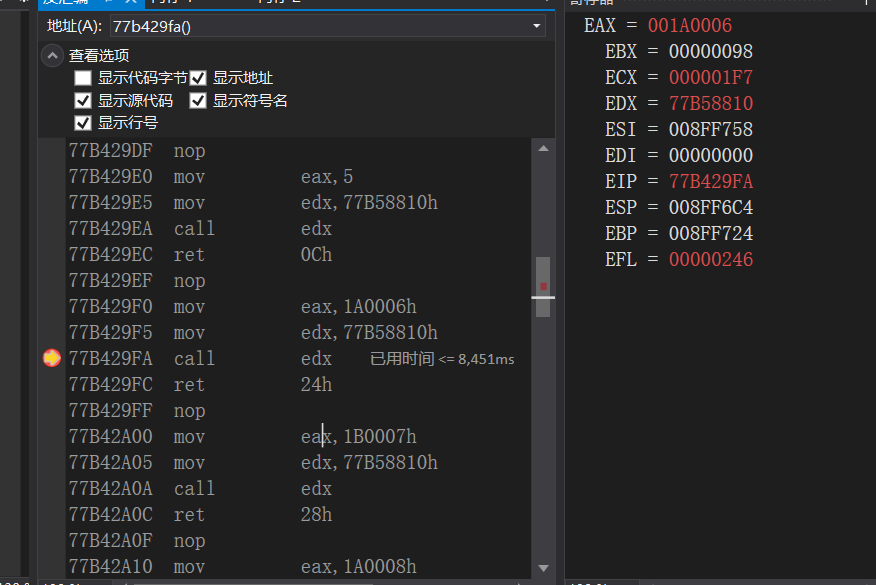 地址(A): 77b429fa()
查看选项
显示代码字节 显示地址
显示源代码 显示符号名
显示行号
77B429DF nop
77B429E0 mov eax,5
77B429E5 mov edx,77B58810h
77B429EA call edx
77B429EC ret 0Ch
77B429EF nop
77B429F0 mov eax,1A0006h
77B429F5 mov edx,77B58810h
77B429FA call edx 已用时间 <= 8,451ms
77B429FC ret 24h
77B429FF nop
77B42A00 mov eax,1B0007h
77B42A05 mov edx,77B58810h
77B42A0A call edx
77B42A0C ret 28h
77B42A0F nop
77B42A10 mov eax,1A0008h
EAX = 001A0006
EBX = 00000098
ECX = 000001F7
EDX = 77B58810
ESI = 008FF758
EDI = 00000000
EIP = 77B429FA
ESP = 008FF6C4
EBP = 008FF724
EFL = 00000246